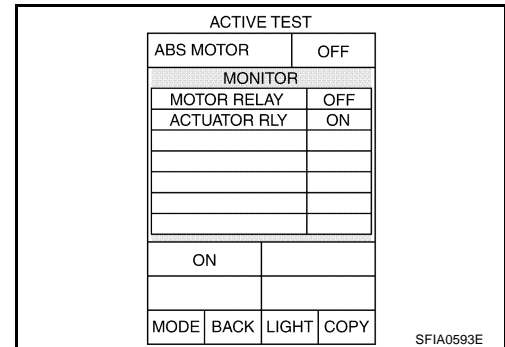 ACTIVE TEST
ABS MOTOR OFF
MONITOR
MOTOR RELAY OFF
ACTUATOR RLY ON
ON
MODE BACK LIGHT COPY
SFIA0593E